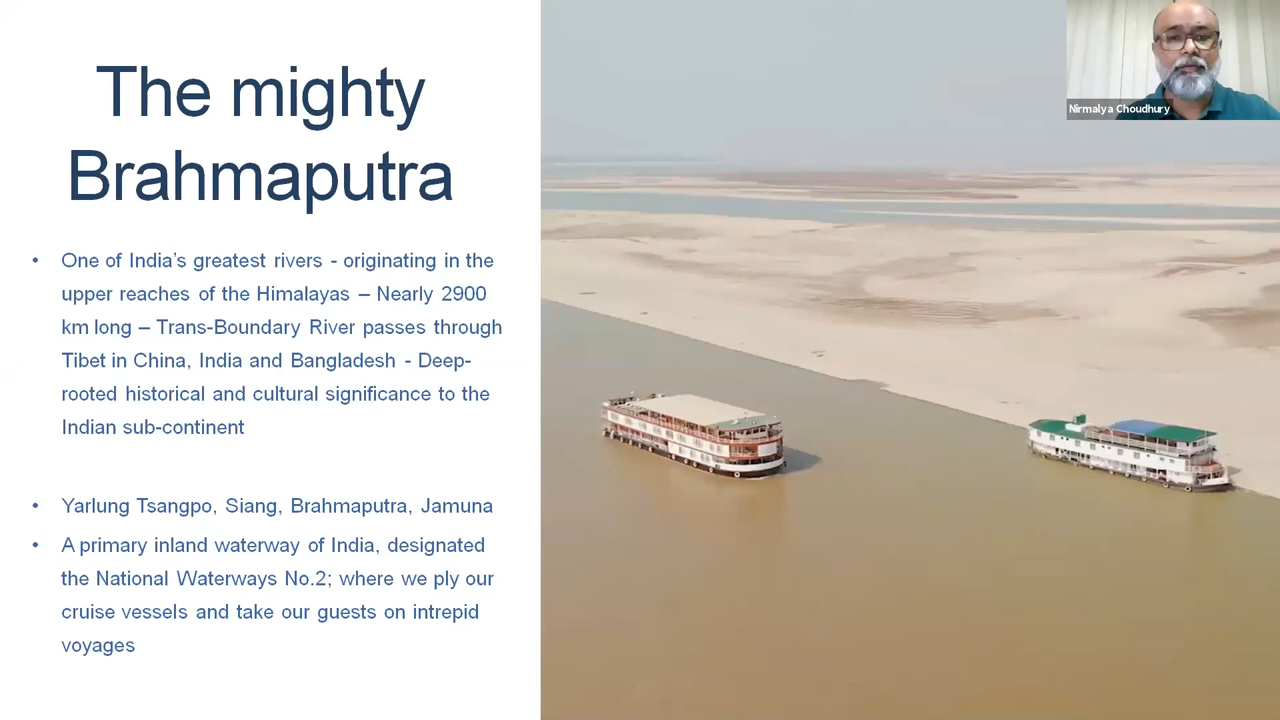 The mighty
Brahmaputra
• One of India's greatest rivers - originating in the
upper reaches of the Himalayas – Nearly 2900
km long – Trans-Boundary River passes through
Tibet in China, India and Bangladesh - Deep-
rooted historical and cultural significance to the
Indian sub-continent
• Yarlung Tsangpo, Siang, Brahmaputra, Jamuna
• A primary inland waterway of India, designated
the National Waterways No.2; where we ply our
cruise vessels and take our guests on intrepid
voyages
Nirmalya Choudhury